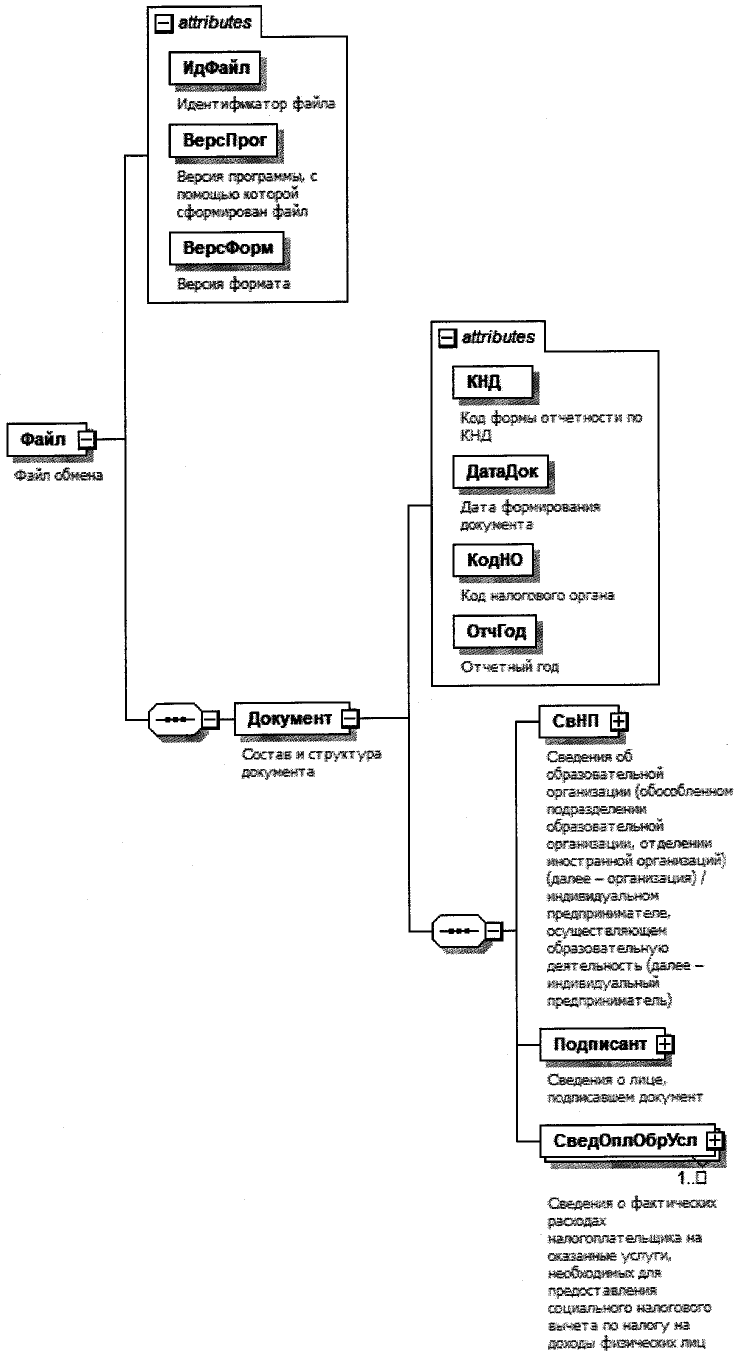 attributes
ИдФайл
Идентификатор файла
ВерсПрог
Версия программы, с
помощью которой
сформирован файл
ВерсФорм
Версия формата
attributes
КНД
Код формы отчетности по
КНД
ДатаДок
Дата формирования
документа
КодНО
Код налогового органа
ОтчГод
Отчетный год
Файл
Файл обмена
Документ
Состав и структура
документа
СвНП
Сведения об
образовательной
организации (обособленном
подразделении
образовательной
организации, отделении
иностранной организаций)
(далее – организация) /
индивидуальном
предпринимателе,
осуществляющем
образовательную
деятельность (далее –
индивидуальный
предприниматель)
Подписант
Сведения о лице,
подписавшем документ
СведОплОбрУсл
1..□
Сведения о фактических
расходах
налогоплательщика на
оказанные услуги,
необходимых для
предоставления
социального налогового
вычета по налогу на
доходы физических лиц